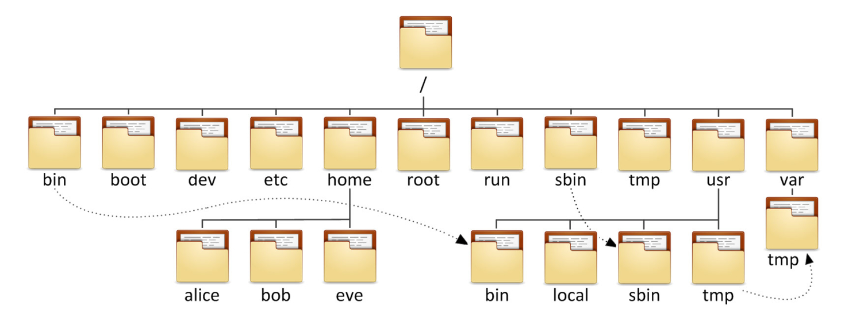 /
bin boot dev etc home root run sbin tmp usr var
alice bob eve bin local sbin tmp tmp